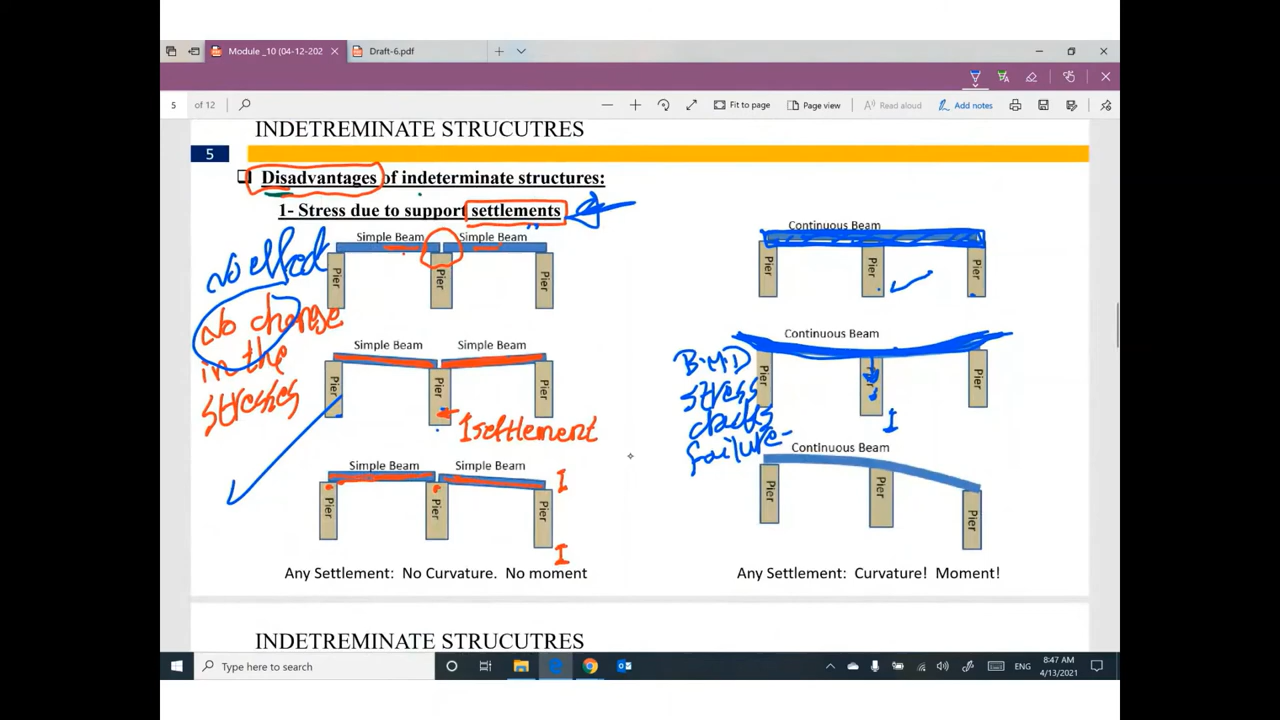 Module _10 (04-12-202
Draft-6.pdf
5 of 12
Fit to page
Page view
Read aloud
Add notes
INDETREMINATE STRUCUTRES
5
Disadvantages of indeterminate structures:
1- Stress due to support settlements
Simple Beam Simple Beam
Pier Pier Pier
No effect
No change
in the
stresses
Simple Beam Simple Beam
Pier Pier Pier
settlement
Simple Beam Simple Beam
Pier Pier Pier
Any Settlement: No Curvature. No moment
Continuous Beam
Pier Pier Pier
Continuous Beam
Pier Pier Pier
B.M.D
stress
cracks
failure
Continuous Beam
Pier Pier Pier
Any Settlement: Curvature! Moment!
INDETREMINATE STRUCUTRES
Type here to search
ENG
8:47 AM
4/13/2021